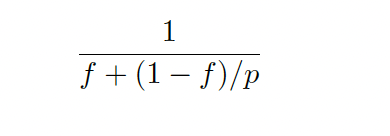 1
f + (1 − f)/p